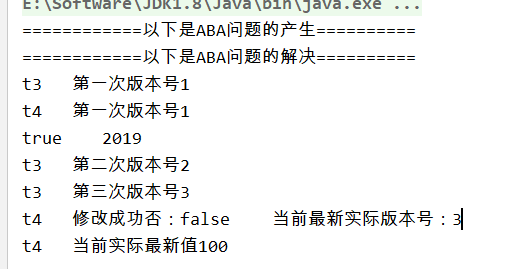 E:\Software\JDK1.8\Java\bin\java.exe ...
============以下是ABA问题的产生==========
============以下是ABA问题的解决==========
t3 第一次版本号1
t4 第一次版本号1
true 2019
t3 第二次版本号2
t3 第三次版本号3
t4 修改成功否：false 当前最新实际版本号：3
t4 当前实际最新值100